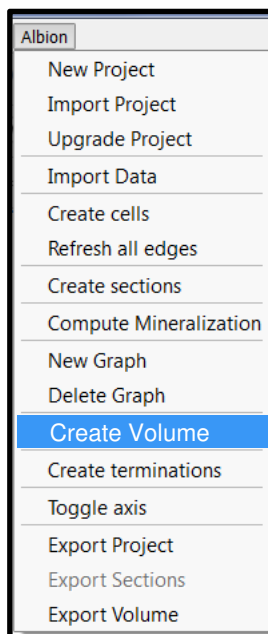 Albion
New Project
Import Project
Upgrade Project
Import Data
Create cells
Refresh all edges
Create sections
Compute Mineralization
New Graph
Delete Graph
Create Volume
Create terminations
Toggle axis
Export Project
Export Sections
Export Volume